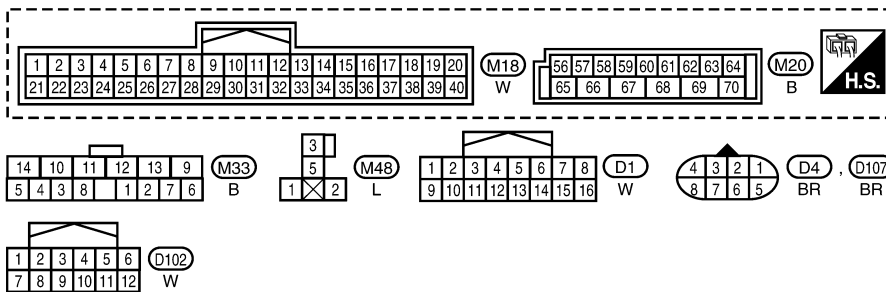 1 2 3 4 5 6 7 8 9 10 11 12 13 14 15 16 17 18 19 20 M18 56 57 58 59 60 61 62 63 64 M20
21 22 23 24 25 26 27 28 29 30 31 32 33 34 35 36 37 38 39 40 W 65 66 67 68 69 70 B H.S.
3
14 10 11 12 13 9 M33 5 M48 1 2 3 4 5 6 7 8 D1 4 3 2 1 D4 , D107
5 4 3 8 1 2 7 6 B 1 2 L 9 10 11 12 13 14 15 16 W 8 7 6 5 BR BR
1 2 3 4 5 6 D102
7 8 9 10 11 12 W